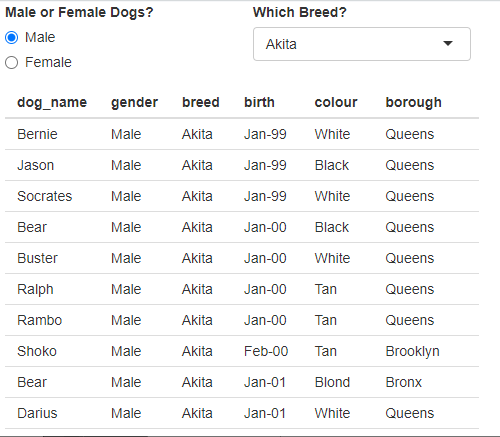 Male or Female Dogs? Which Breed?
Male Akita
Female
dog_name gender breed birth colour borough
Bernie Male Akita Jan-99 White Queens
Jason Male Akita Jan-99 Black Queens
Socrates Male Akita Jan-99 White Queens
Bear Male Akita Jan-00 Black Queens
Buster Male Akita Jan-00 White Queens
Ralph Male Akita Jan-00 Tan Queens
Rambo Male Akita Jan-00 Tan Queens
Shoko Male Akita Feb-00 Tan Brooklyn
Bear Male Akita Jan-01 Blond Bronx
Darius Male Akita Jan-01 White Queens